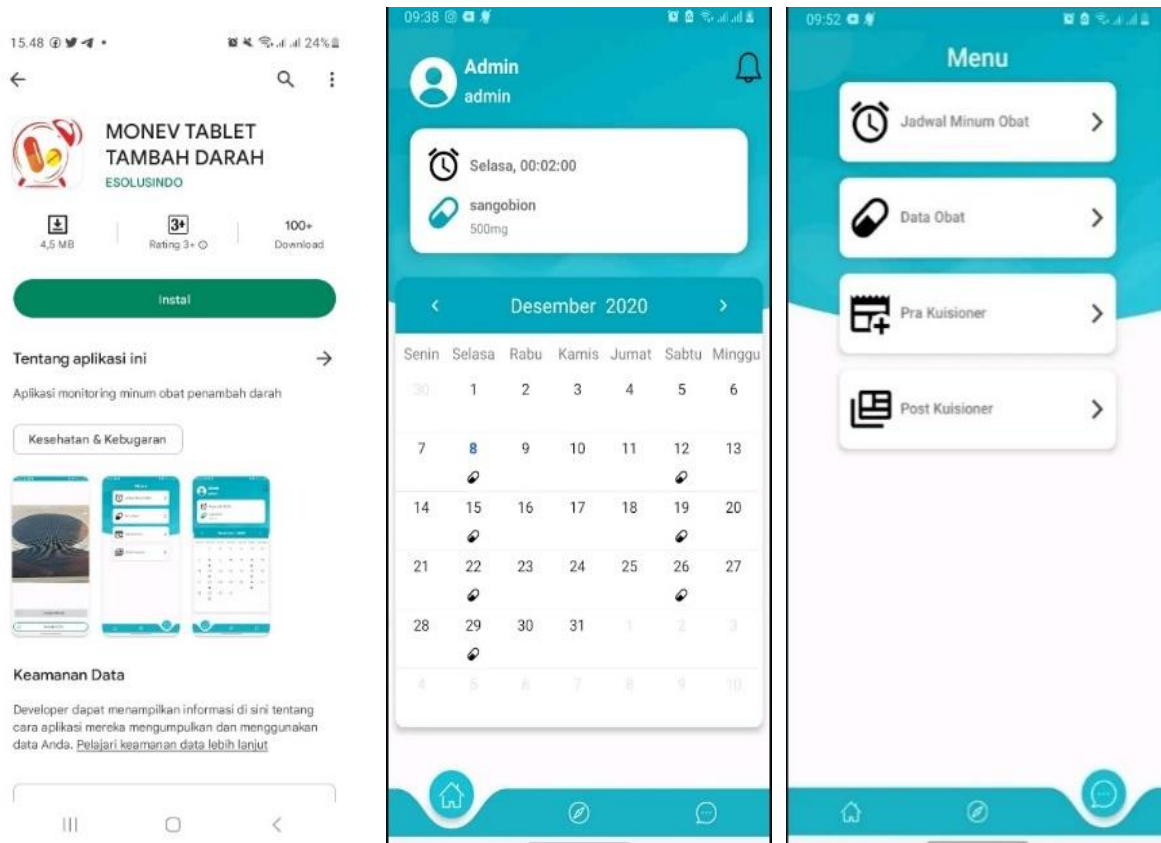 15.48
24%
MONEV TABLET
TAMBAH DARAH
ESOLUSINDO
4,5 MB
3+
Rating 3+
100+
Download
Instal
Tentang aplikasi ini
Aplikasi monitoring minum obat penambah darah
Kesehatan & Kebugaran
Keamanan Data
Developer dapat menampilkan informasi di sini tentang
cara aplikasi mereka mengumpulkan dan menggunakan
data Anda. Pelajari keamanan data lebih lanjut
09:38
Admin
admin
Selasa, 00:02:00
sangobion
500mg
Desember 2020
Senin Selasa Rabu Kamis Jumat Sabtu Minggu
30 1 2 3 4 5 6
7 8 9 10 11 12 13
14 15 16 17 18 19 20
21 22 23 24 25 26 27
28 29 30 31 1 2 3
4 5 6 7 8 9 10
09:52
Menu
Jadwal Minum Obat
Data Obat
Pra Kuisioner
Post Kuisioner